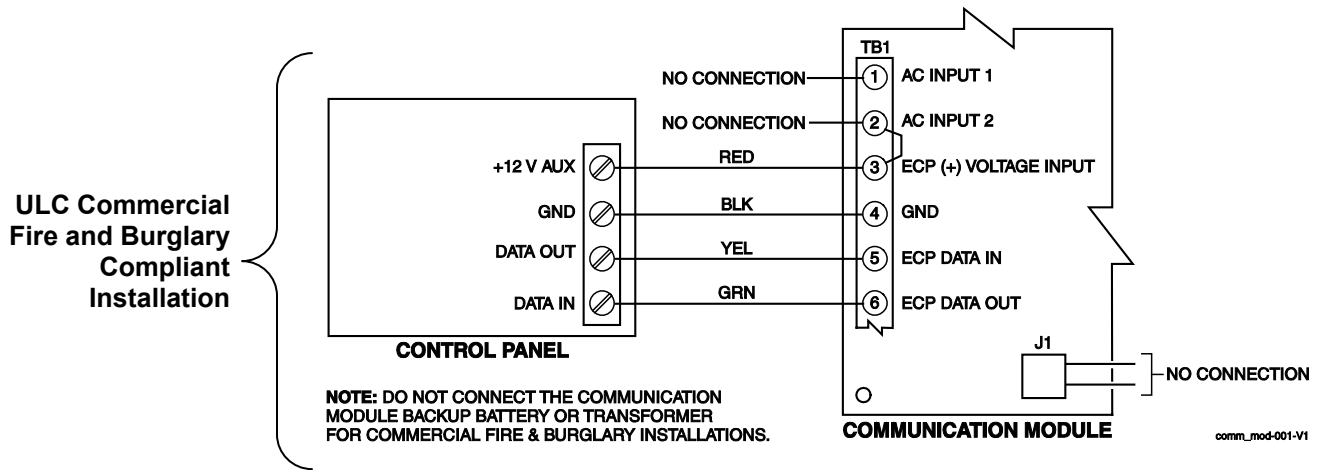 ULC Commercial
Fire and Burglary
Compliant
Installation
+12 V AUX
GND
DATA OUT
DATA IN
CONTROL PANEL
RED
BLK
YEL
GRN
NO CONNECTION
NO CONNECTION
TB1
1 AC INPUT 1
2 AC INPUT 2
3 ECP (+) VOLTAGE INPUT
4 GND
5 ECP DATA IN
6 ECP DATA OUT
J1
NO CONNECTION
COMMUNICATION MODULE
NOTE: DO NOT CONNECT THE COMMUNICATION
MODULE BACKUP BATTERY OR TRANSFORMER
FOR COMMERCIAL FIRE & BURGLARY INSTALLATIONS.
comm_mod-001-V1